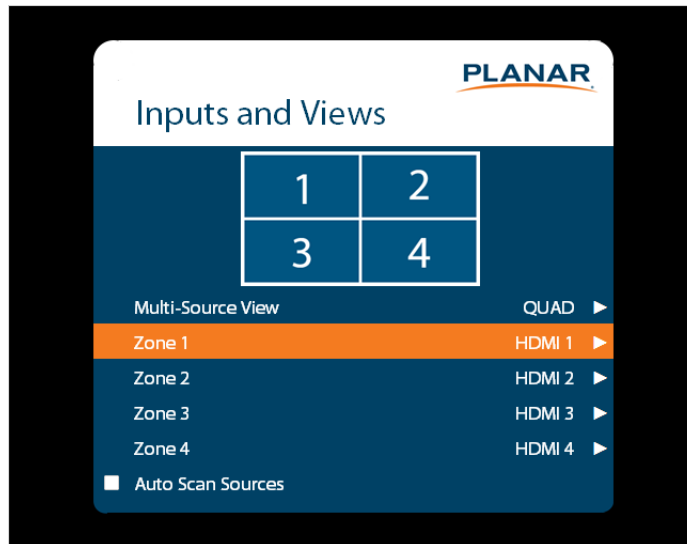 PLANAR
Inputs and Views
1 2
3 4
Multi-Source View QUAD
Zone 1 HDMI 1
Zone 2 HDMI 2
Zone 3 HDMI 3
Zone 4 HDMI 4
Auto Scan Sources